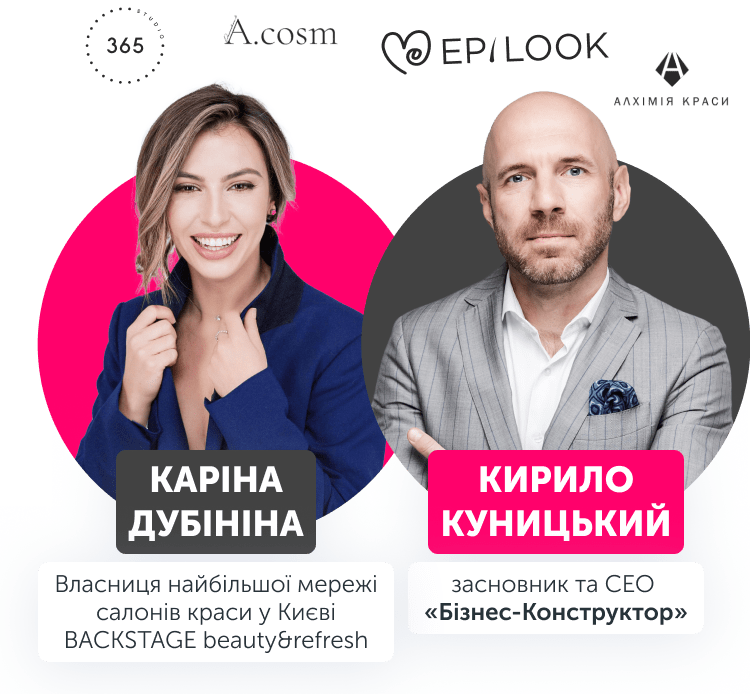 STUDIO
365
A.cosm
EPILOOK
АЛХІМІЯ КРАСИ
КАРІНА
ДУБІНІНА
КИРИЛО
КУНИЦЬКИЙ
Власниця найбільшої мережі
салонів краси у Києві
BACKSTAGE beauty&refresh
засновник та CEO
«Бізнес-Конструктор»